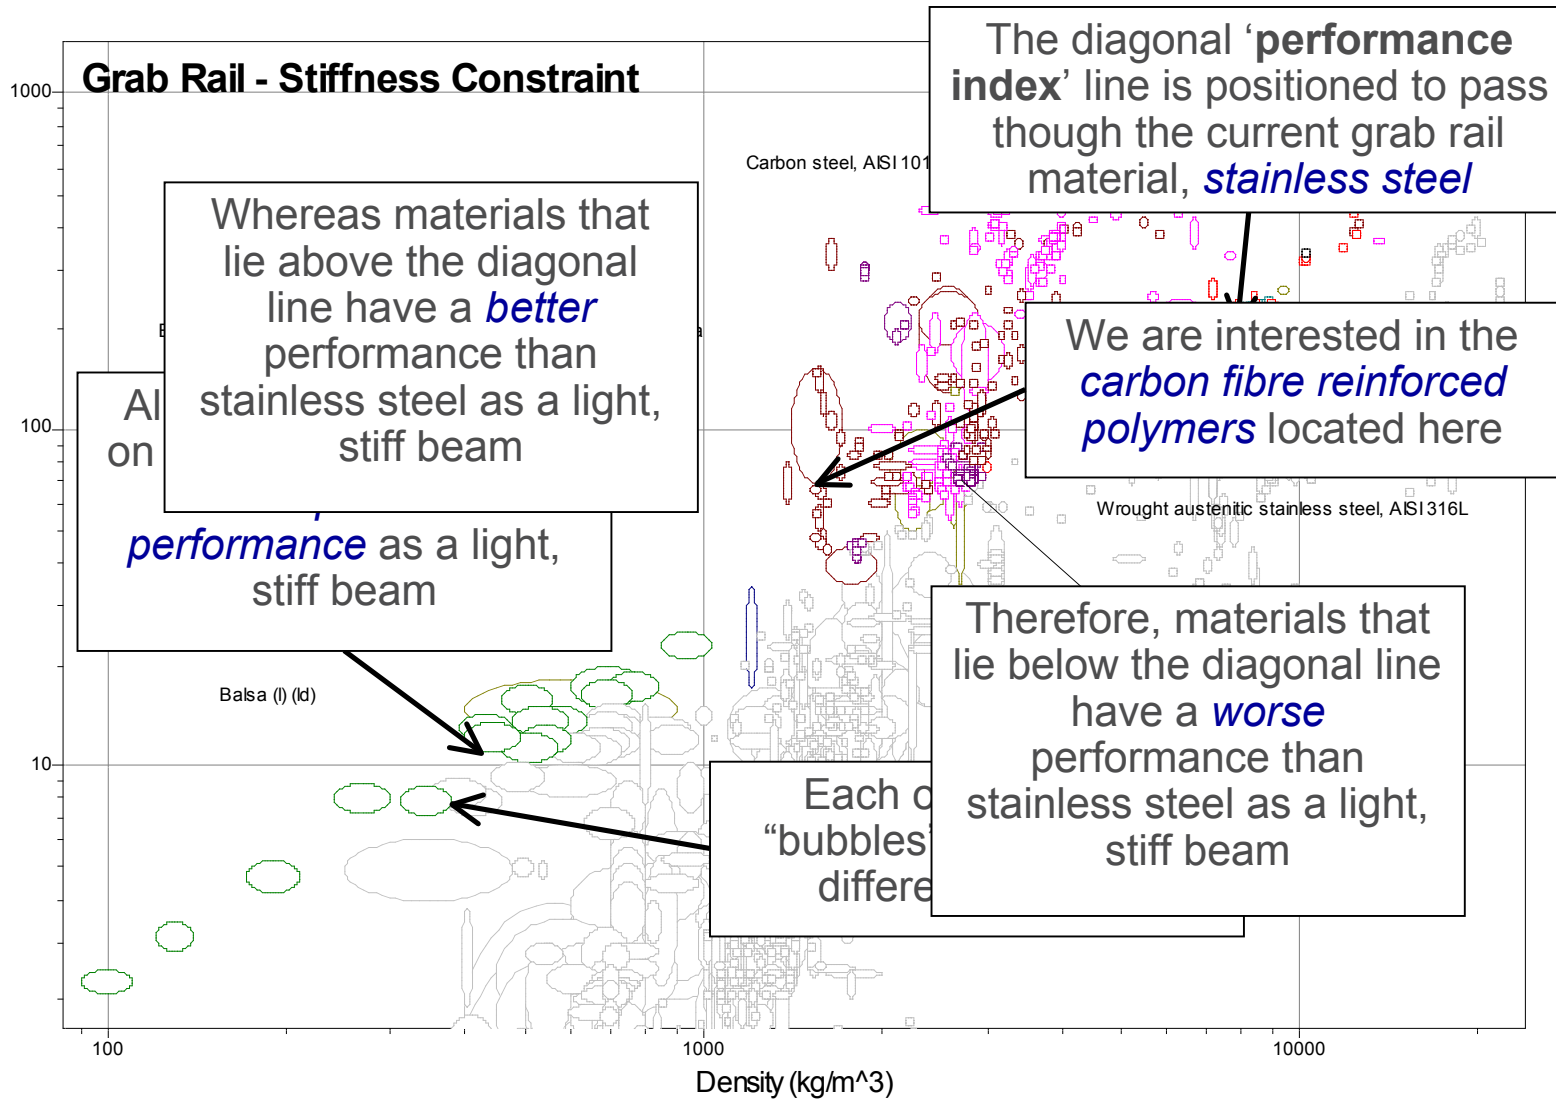 Grab Rail - Stiffness Constraint
The diagonal ‘performance
index’ line is positioned to pass
though the current grab rail
material, stainless steel
1000
Carbon steel, AISI 101
Whereas materials that
lie above the diagonal
line have a better
performance than
stainless steel as a light,
stiff beam
We are interested in the
carbon fibre reinforced
polymers located here
100
on
performance as a light,
stiff beam
Wrought austenitic stainless steel, AISI 316L
Therefore, materials that
lie below the diagonal line
have a worse
performance than
stainless steel as a light,
stiff beam
Balsa (l) (ld)
10
Each
“bubbles”
100
1000
10000
Density (kg/m^3)